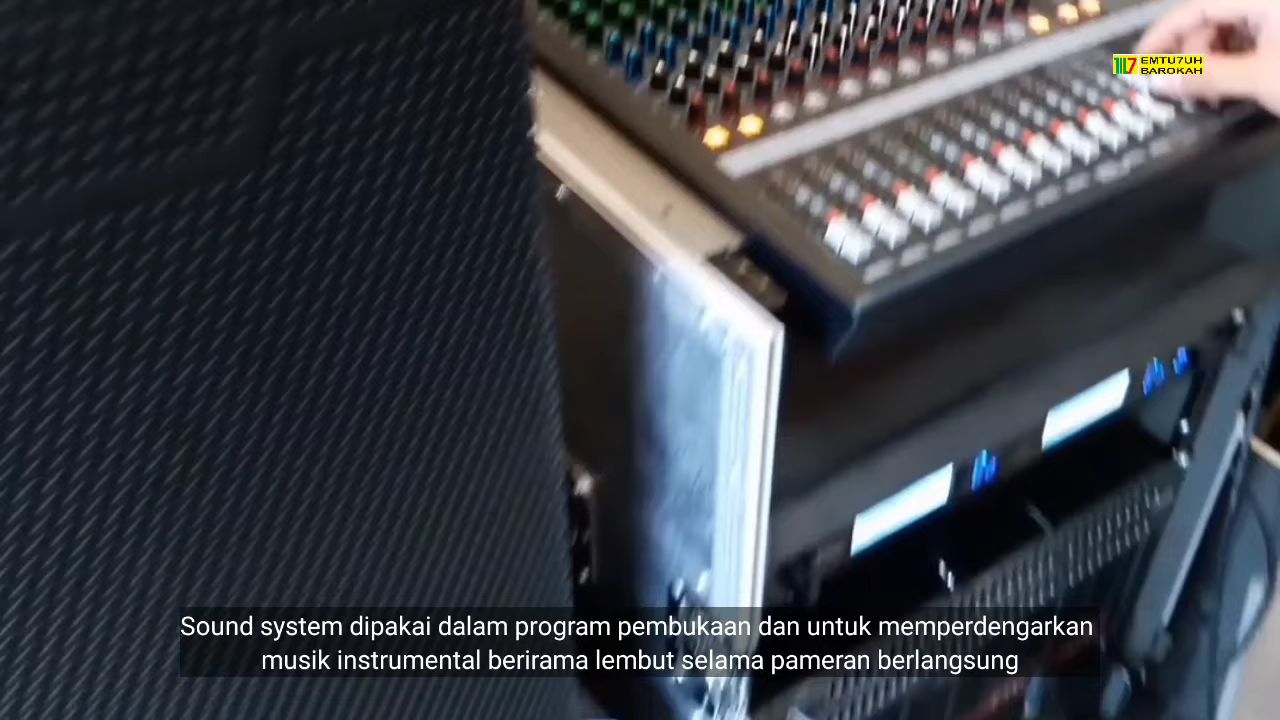 EMTU7UH
BAROKAH
Sound system dipakai dalam program pembukaan dan untuk memperdengarkan
musik instrumental berirama lembut selama pameran berlangsung